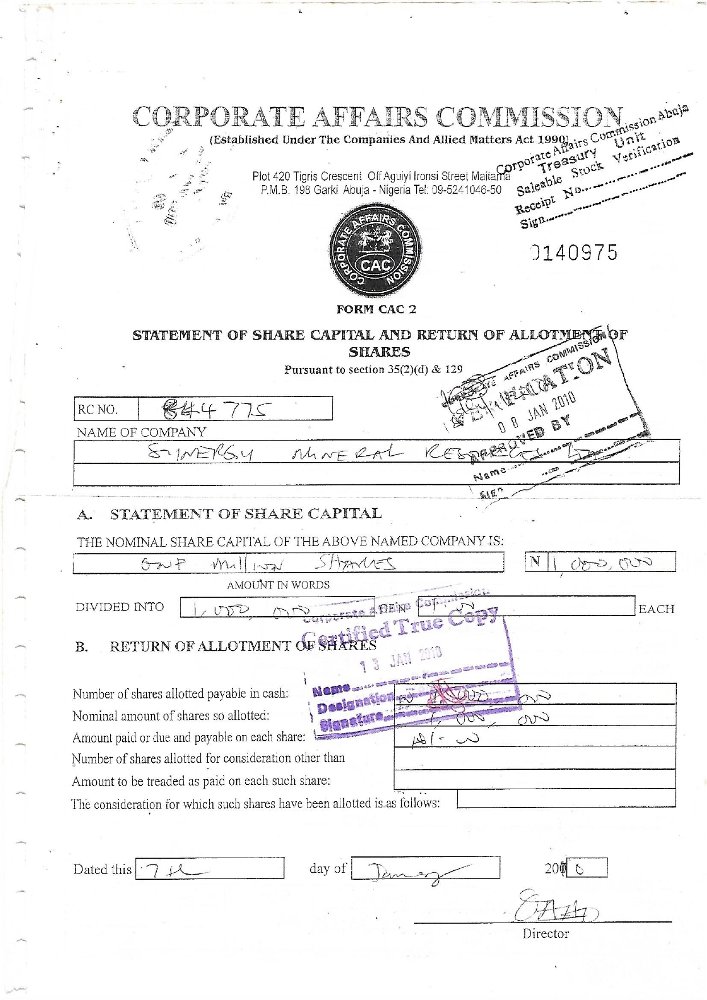 CORPORATE AFFAIRS COMMISSION
(Established Under The Companies And Allied Matters Act 1990)
Plot 420 Tigris Crescent Off Aguiyi Ironsi Street Maitama
P.M.B. 198 Garki Abuja - Nigeria Tel: 09-5241046-50
Corporate Affairs Commission Abuja
Treasury Unit
Saleable Stock Verification
Receipt No.
Sign
CORPORATE AFFAIRS COMMISSION
CAC
0140975
FORM CAC 2
STATEMENT OF SHARE CAPITAL AND RETURN OF ALLOTMENT OF
SHARES
Pursuant to section 35(2)(d) & 129
AFFAIRS COMMISSION
08 JAN 2010
APPROVED BY
Name
Sign
RC NO. 844775
NAME OF COMPANY
SYNERGY MINERAL RESOURCES LTD
A. STATEMENT OF SHARE CAPITAL
THE NOMINAL SHARE CAPITAL OF THE ABOVE NAMED COMPANY IS:
ONE Million SHARES N 1,000,000
AMOUNT IN WORDS
DIVIDED INTO 1,000,000 OF N 1.00 EACH
Corporate Affairs Commission
Certified True Copy
13 JAN 2010
Name
Designation
Signature
B. RETURN OF ALLOTMENT OF SHARES
Number of shares allotted payable in cash: N 1,000,000
Nominal amount of shares so allotted: 1,000,000
Amount paid or due and payable on each share: N1.00
Number of shares allotted for consideration other than
Amount to be treaded as paid on each such share:
The consideration for which such shares have been allotted is as follows:
Dated this 7th day of January 2010
Director